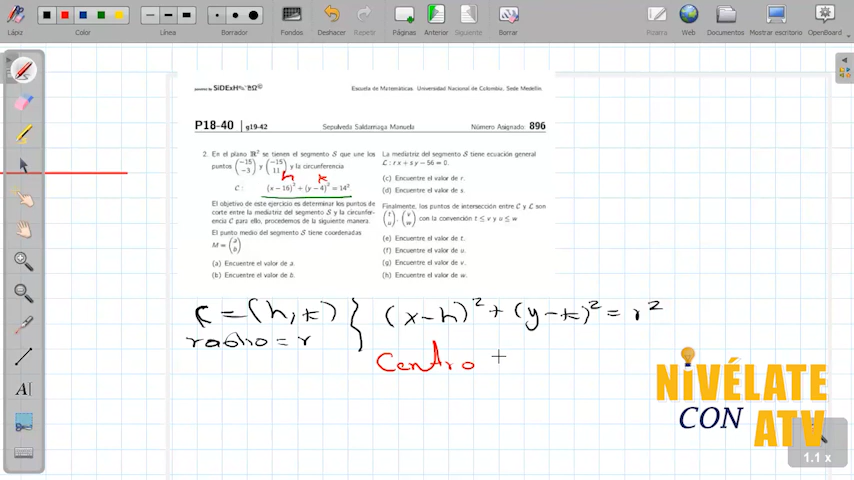 Lápiz
Color
Línea
Borrador
Fondos
Deshacer
Repetir
Páginas
Anterior
Siguiente
Borrar
Pizarra
Web
Documentos
Mostrar escritorio
OpenBoard
Escuela de Matemáticas. Universidad Nacional de Colombia, Sede Medellín.
P18-40 | g19-42
Sepulveda Saldarriaga Manuela
Número Asignado 896
2. En el plano ℝ² se tienen el segmento S que une los
puntos (−15 −3) y (−15 11) y la circunferencia
h k
C : (x − 16)² + (y − 4)² = 14²
El objetivo de este ejercicio es determinar los puntos de
corte entre la mediatriz del segmento S y la circunferen-
cia C para ello, procedemos de la siguiente manera.
El punto medio del segmento S tiene coordenadas
M = (a b)
(a) Encuentre el valor de a.
(b) Encuentre el valor de b.
La mediatriz del segmento S tiene ecuación general
L : rx + sy − 56 = 0.
(c) Encuentre el valor de r.
(d) Encuentre el valor de s.
Finalmente, los puntos de intersección entre C y L son
(t u), (v w) con la convención t ≤ v y u ≤ w
(e) Encuentre el valor de t.
(f) Encuentre el valor de u.
(g) Encuentre el valor de v.
(h) Encuentre el valor de w.
C = (h, k) } (x − h)² + (y − k)² = r²
radio = r
Centro
NIVÉLATE
CON
ATV
1.1 x